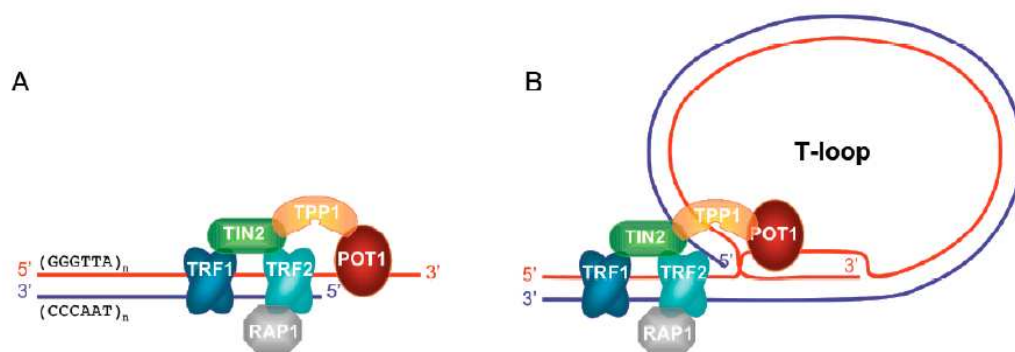 A
TPP1
TIN2
(GGGTTA)n
TRF1
TRF2
POT1
5'
3'
3'
5'
(CCCAAT)n
RAP1
B
T-loop
TPP1
TIN2
POT1
5'
3'
5'
TRF1
TRF2
3'
RAP1